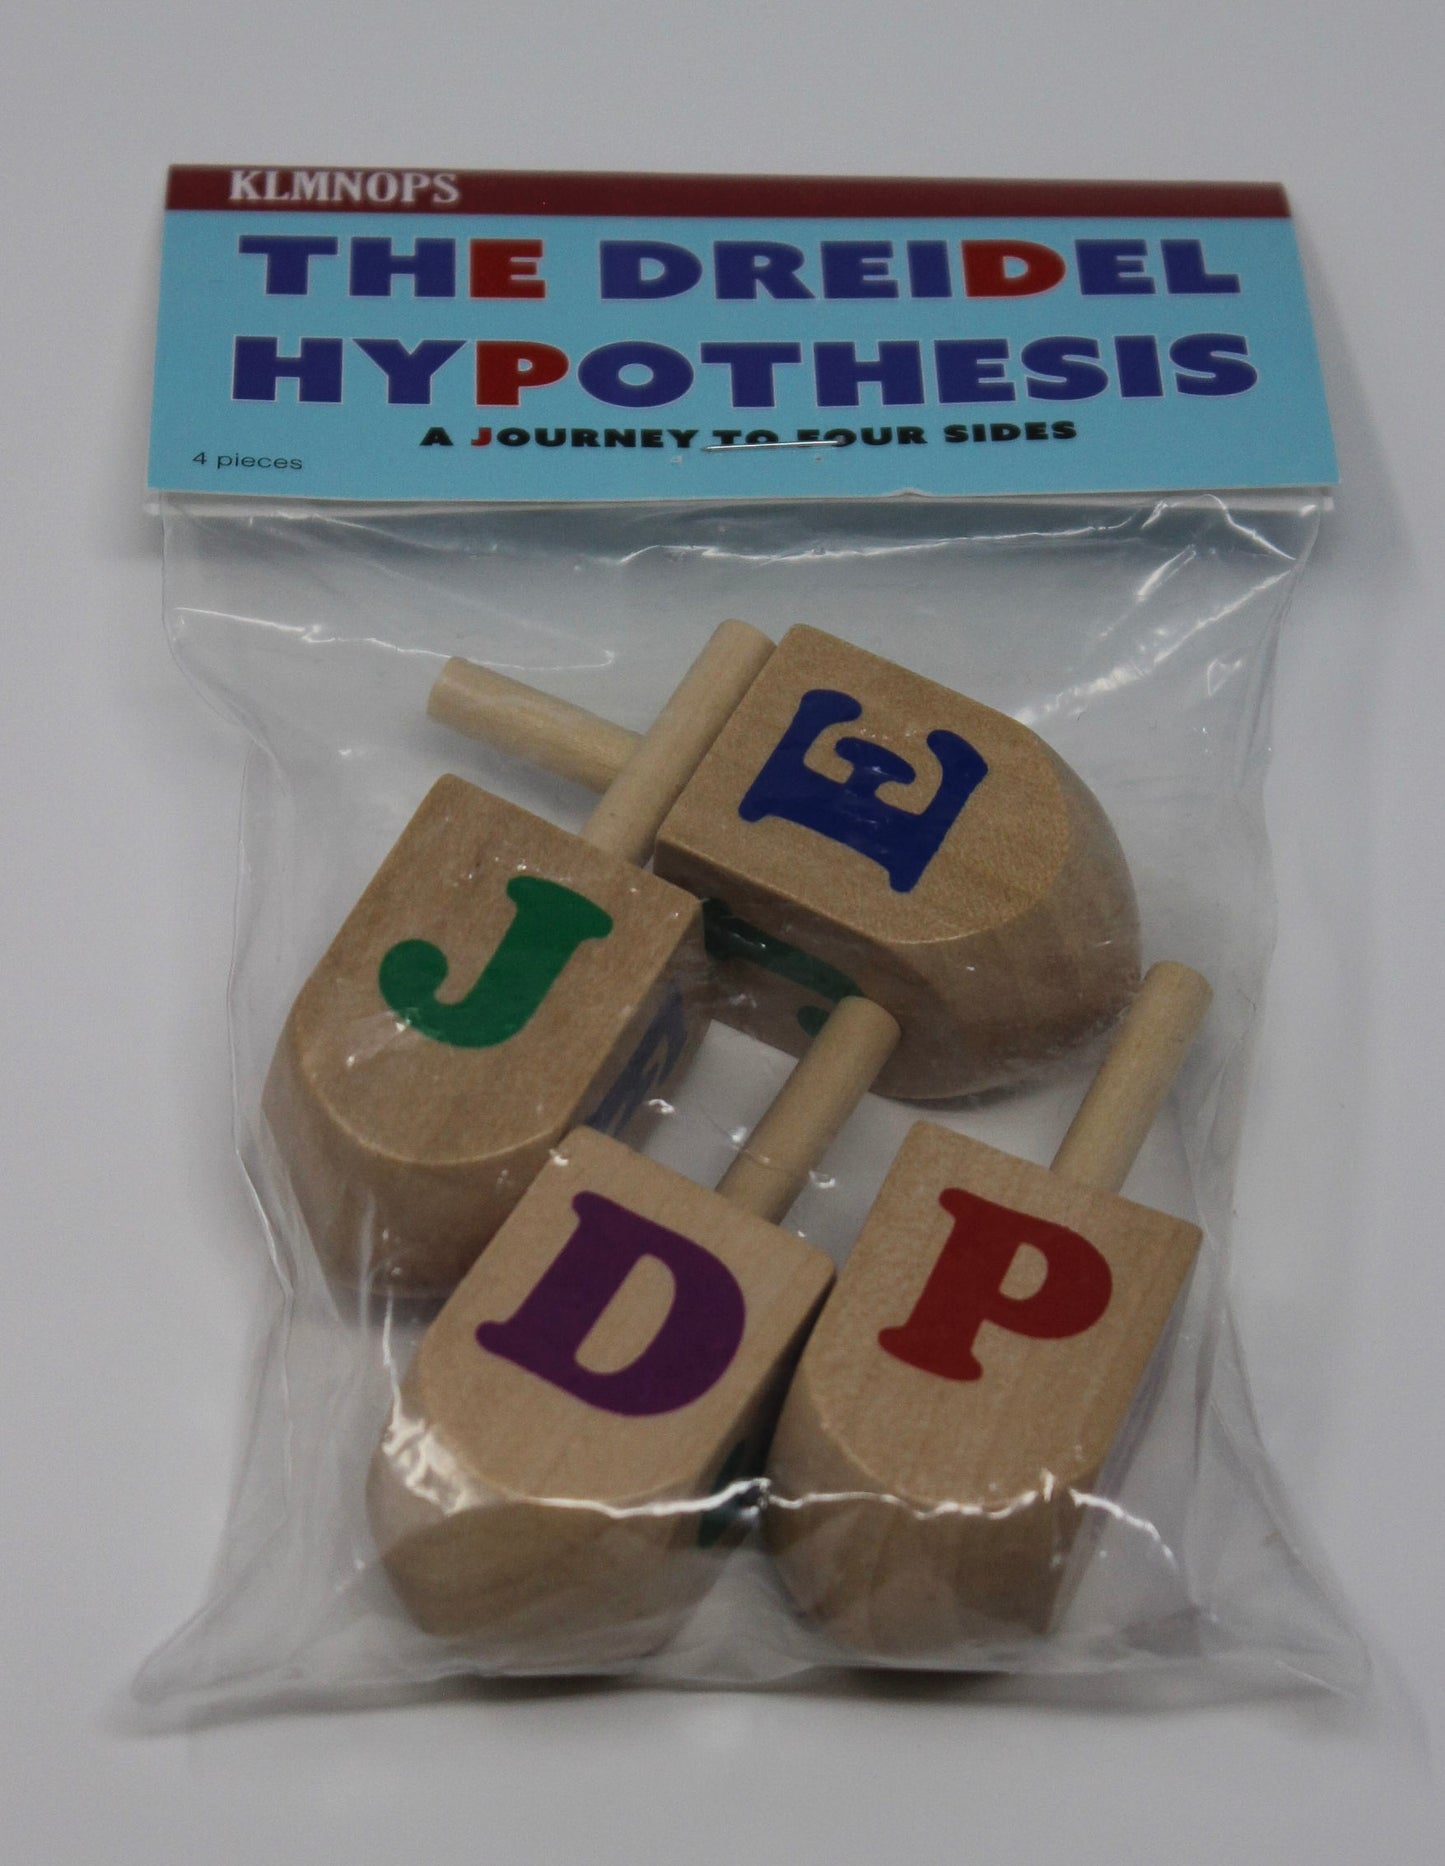 KLMNOPS
THE DREIDEL
HYPOTHESIS
A JOURNEY TO FOUR SIDES
4 pieces
E
J
D
P